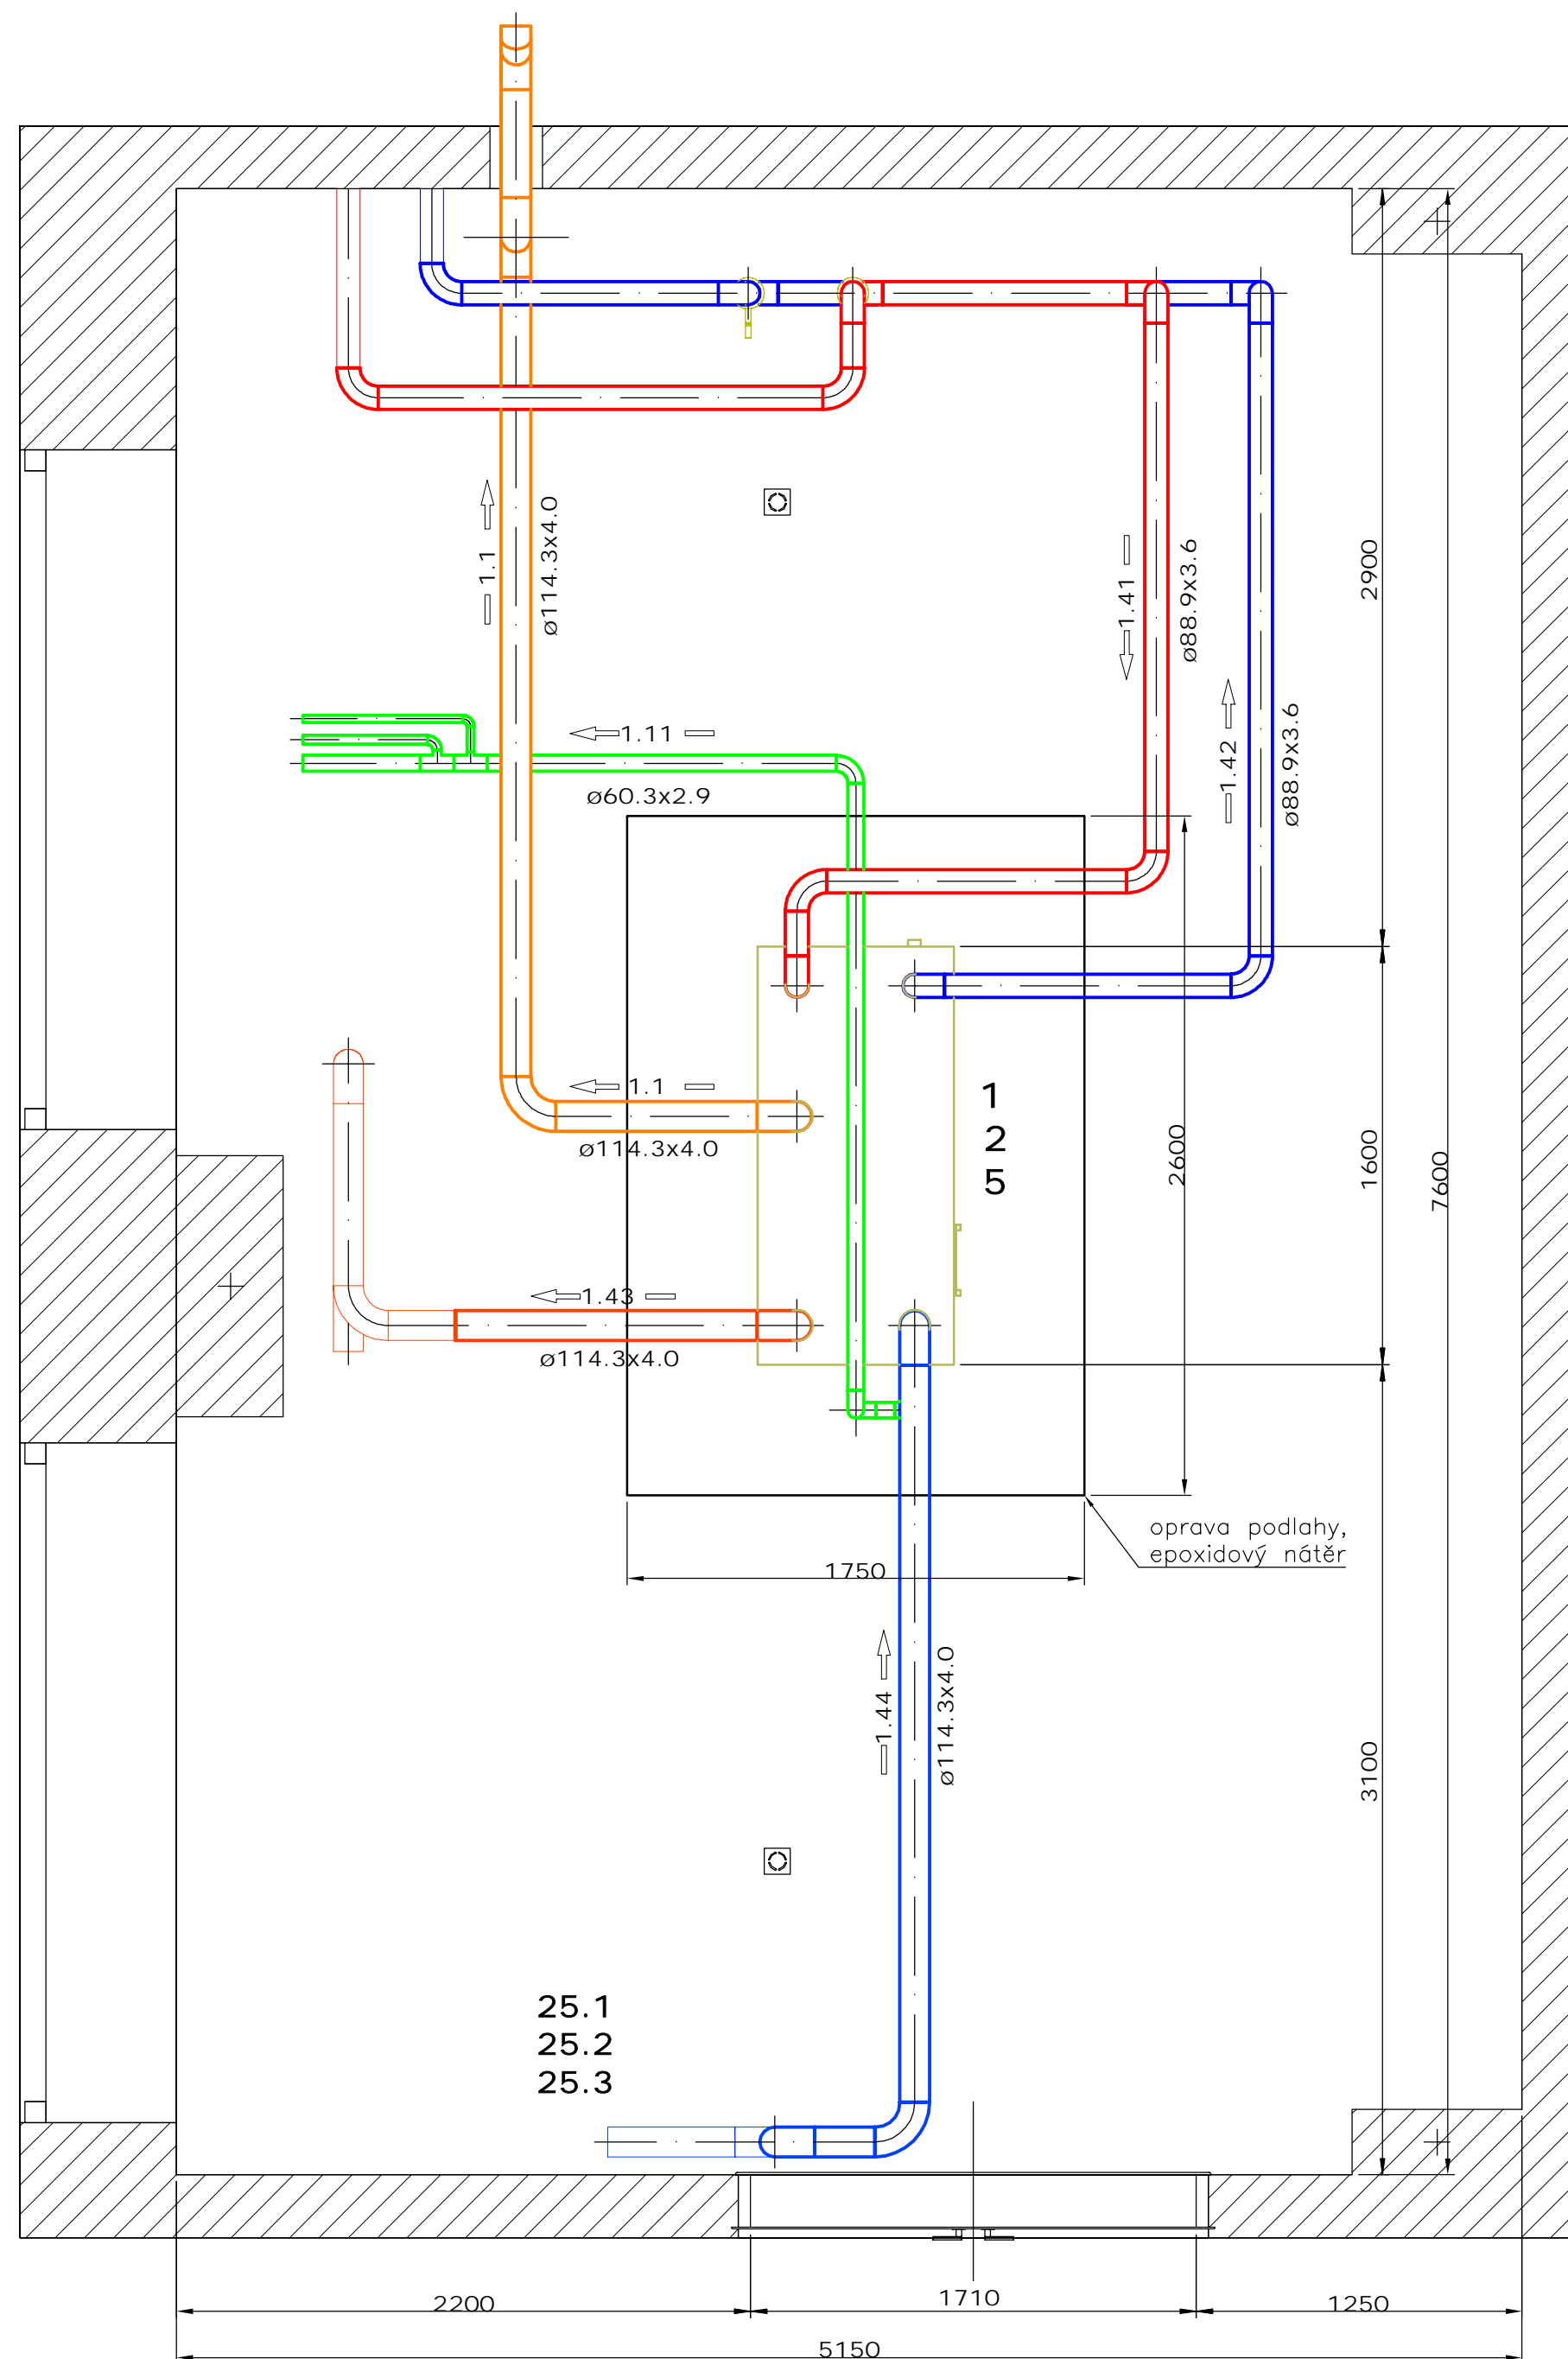 1.1
ø114.3x4.0
1.41
ø88.9x3.6
2900
1.42
ø88.9x3.6
1.11
ø60.3x2.9
1.1
ø114.3x4.0
1
2
5
2600
1600
7600
1.43
ø114.3x4.0
oprava podlahy,
epoxidový nátěr
1750
1.44
ø114.3x4.0
3100
25.1
25.2
25.3
2200
1710
1250
5150